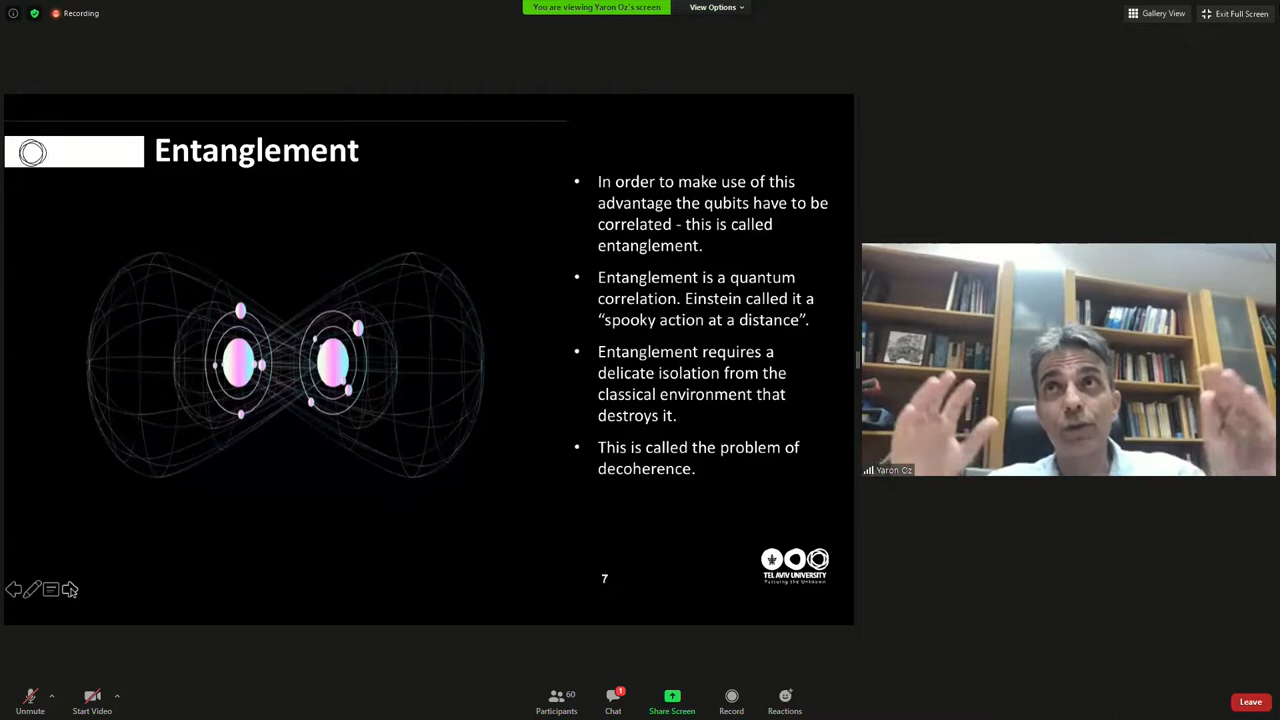 Recording
You are viewing Yaron Oz's screen
View Options
Gallery View
Exit Full Screen
Entanglement
• In order to make use of this
advantage the qubits have to be
correlated - this is called
entanglement.
• Entanglement is a quantum
correlation. Einstein called it a
“spooky action at a distance”.
• Entanglement requires a
delicate isolation from the
classical environment that
destroys it.
• This is called the problem of
decoherence.
7
TEL AVIV UNIVERSITY
Pursuing the Unknown
Yaron Oz
Unmute
Start Video
60
Participants
1
Chat
Share Screen
Record
Reactions
Leave